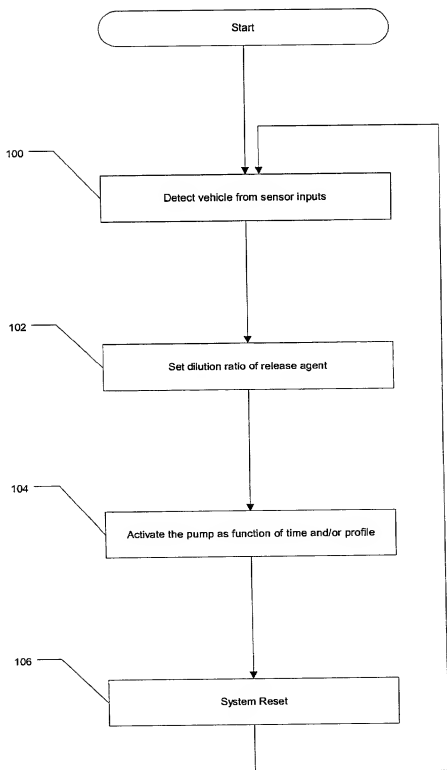 Start
100
Detect vehicle from sensor inputs
102
Set dilution ratio of release agent
104
Activate the pump as function of time and/or profile
106
System Reset